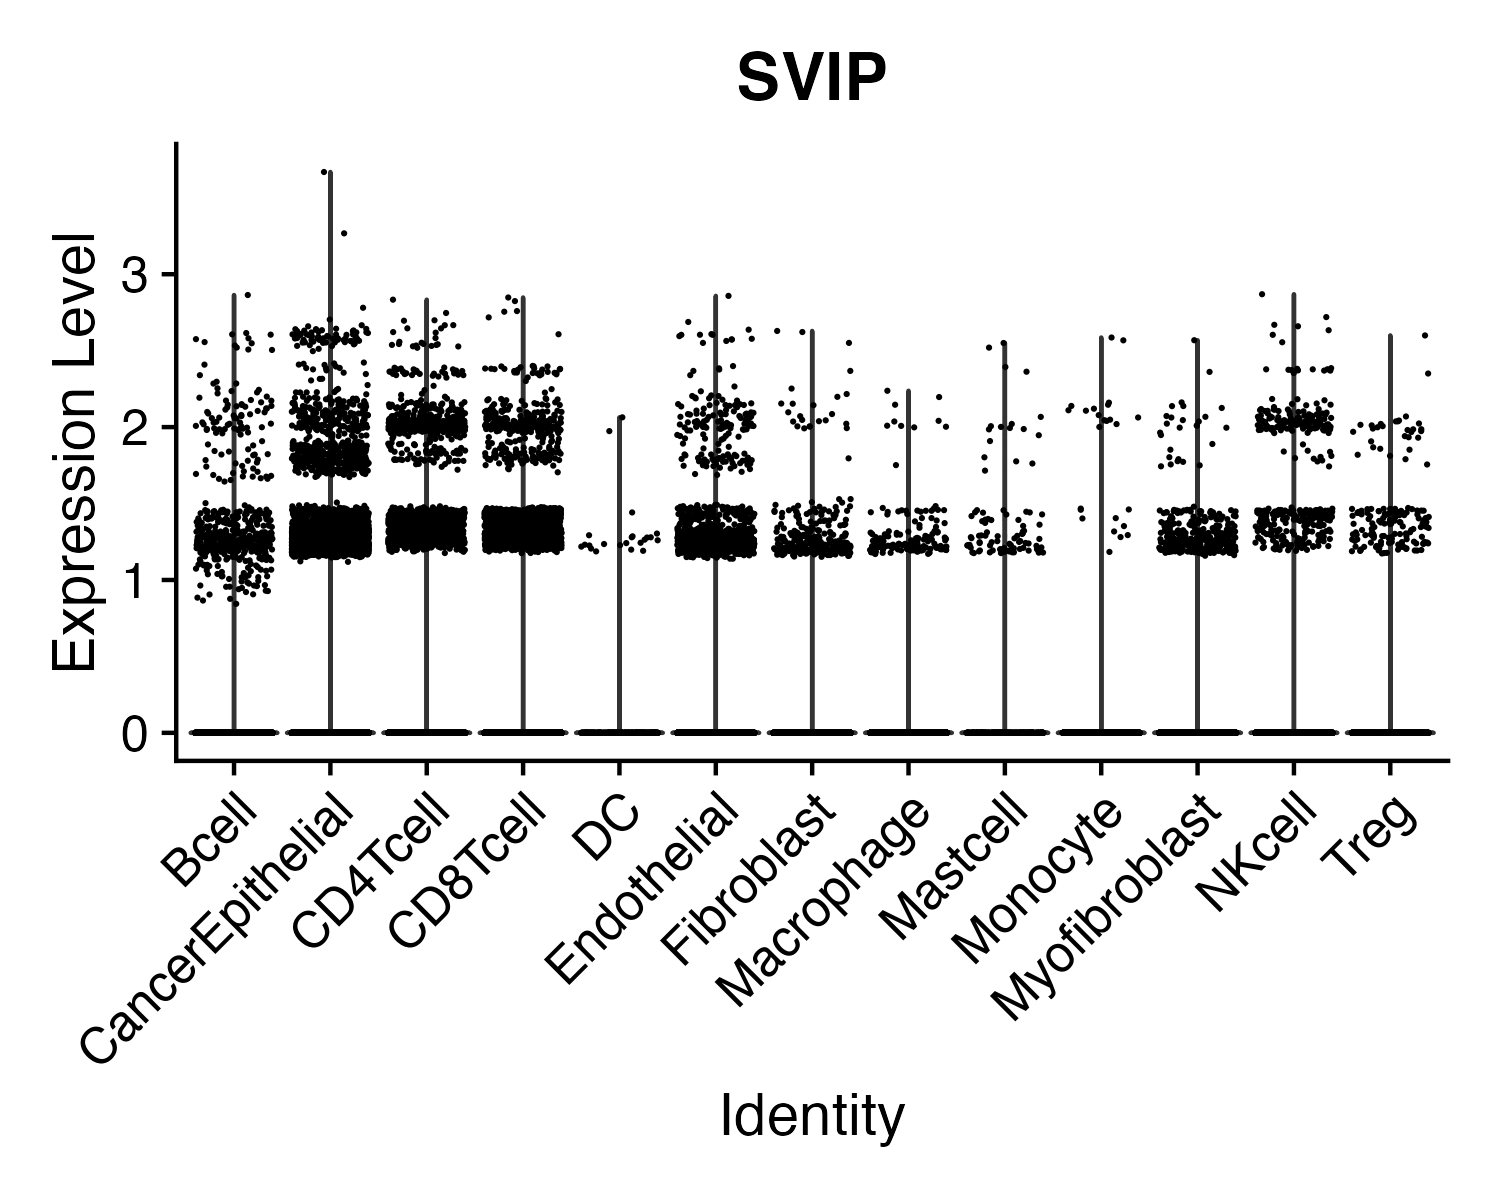 SVIP
Expression Level
3
2
1
0
Bcell
CancerEpithelial
CD4Tcell
CD8Tcell
DC
Endothelial
Fibroblast
Macrophage
Mastcell
Monocyte
Myofibroblast
NKcell
Treg
Identity